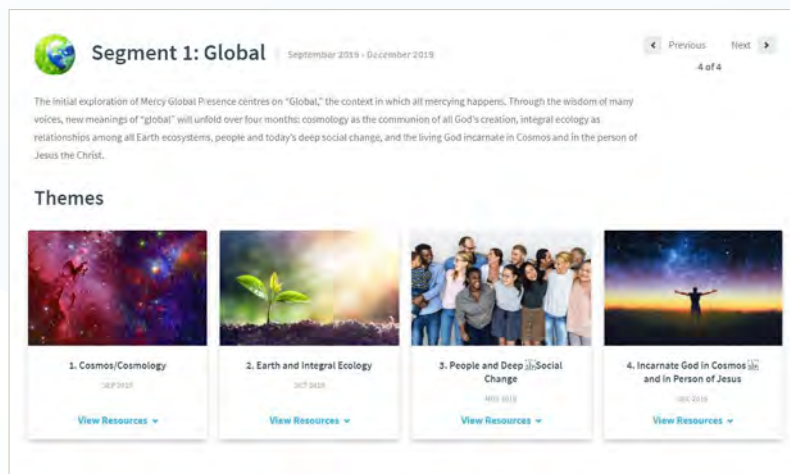 Segment 1: Global
September 2019 - December 2019
Previous
Next
4 of 4
The initial exploration of Mercy Global Presence centres on “Global,” the context in which all mercying happens. Through the wisdom of many
voices, new meanings of “global” will unfold over four months: cosmology as the communion of all God's creation, integral ecology as
relationships among all Earth ecosystems, people and today's deep social change, and the living God incarnate in Cosmos and in the person of
Jesus the Christ.
Themes
1. Cosmos/Cosmology
SEP 2019
View Resources
2. Earth and Integral Ecology
OCT 2019
View Resources
3. People and Deep Social
Change
NOV 2019
View Resources
4. Incarnate God in Cosmos
and in Person of Jesus
DEC 2019
View Resources